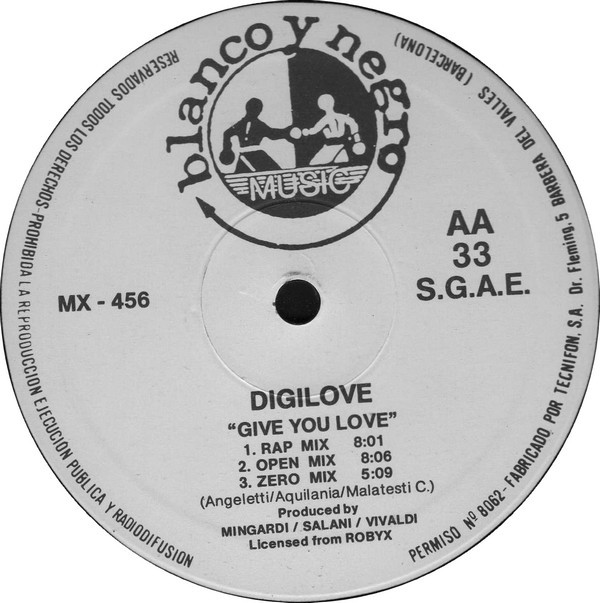 blanco y negro
MUSIC
AA
33
S.G.A.E.
MX - 456
DIGILOVE
“GIVE YOU LOVE”
1. RAP MIX 8:01
2. OPEN MIX 8:06
3. ZERO MIX 5:09
(Angeletti/Aquilania/Malatesti C.)
Produced by
MINGARDI / SALANI / VIVALDI
Licensed from ROBYX
RESERVADOS TODOS LOS DERECHOS-PROHIBIDA LA REPRODUCCION EJECUCION PUBLICA Y RADIODIFUSION
PERMISO Nº 8062-FABRICADO POR TECNIFON, S.A. Dr. Fleming, 5 BARBERA DEL VALLES (BARCELONA)